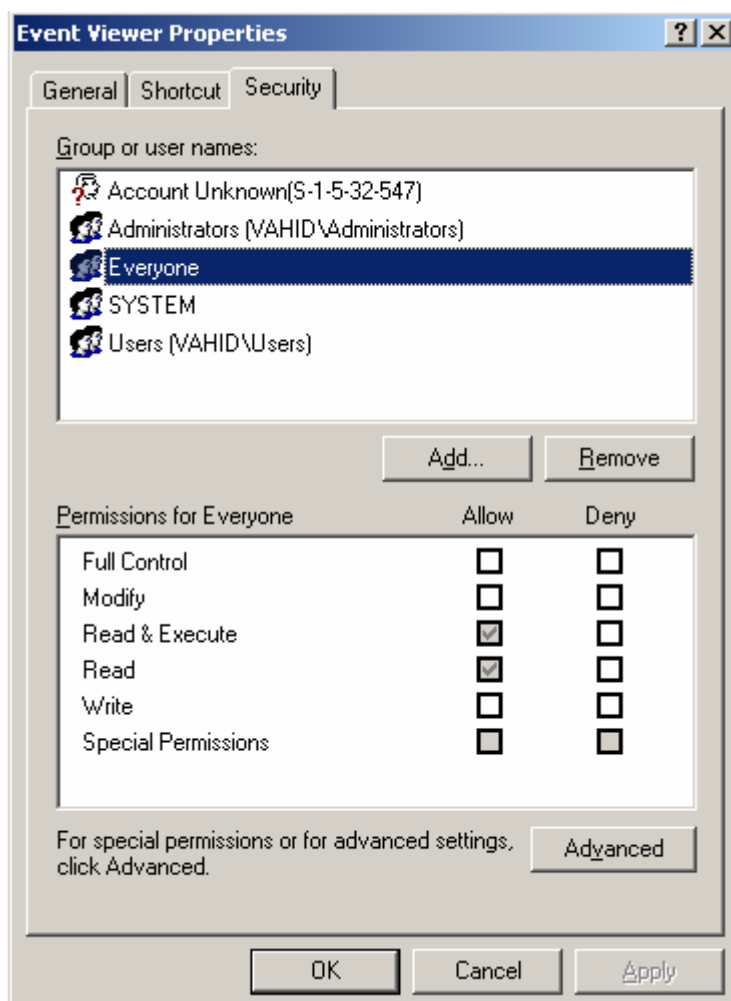 Event Viewer Properties
General Shortcut Security
Group or user names:
Account Unknown(S-1-5-32-547)
Administrators (VAHID\Administrators)
Everyone
SYSTEM
Users (VAHID\Users)
Add... Remove
Permissions for Everyone Allow Deny
Full Control
Modify
Read & Execute
Read
Write
Special Permissions
For special permissions or for advanced settings,
click Advanced.
Advanced
OK Cancel Apply